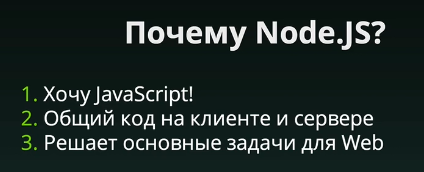 Почему Node.JS?
1. Хочу JavaScript!
2. Общий код на клиенте и сервере
3. Решает основные задачи для Web